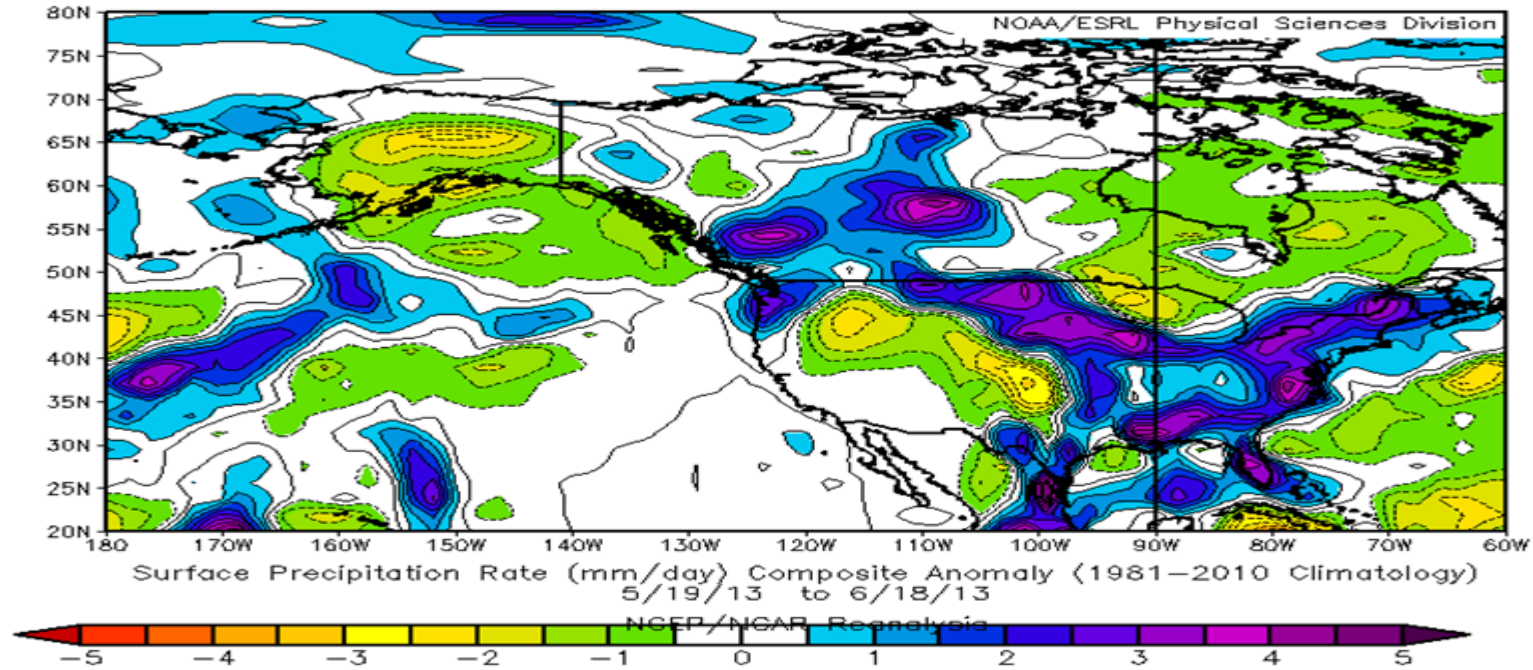 NOAA/ESRL Physical Sciences Division
80N
75N
70N
65N
60N
55N
50N
45N
40N
35N
30N
25N
20N
180 170W 160W 150W 140W 130W 120W 110W 100W 90W 80W 70W 60W
Surface Precipitation Rate (mm/day) Composite Anomaly (1981−2010 Climatology)
5/19/13 to 6/18/13
NCEP/NCAR Reanalysis
−5 −4 −3 −2 −1 0 1 2 3 4 5